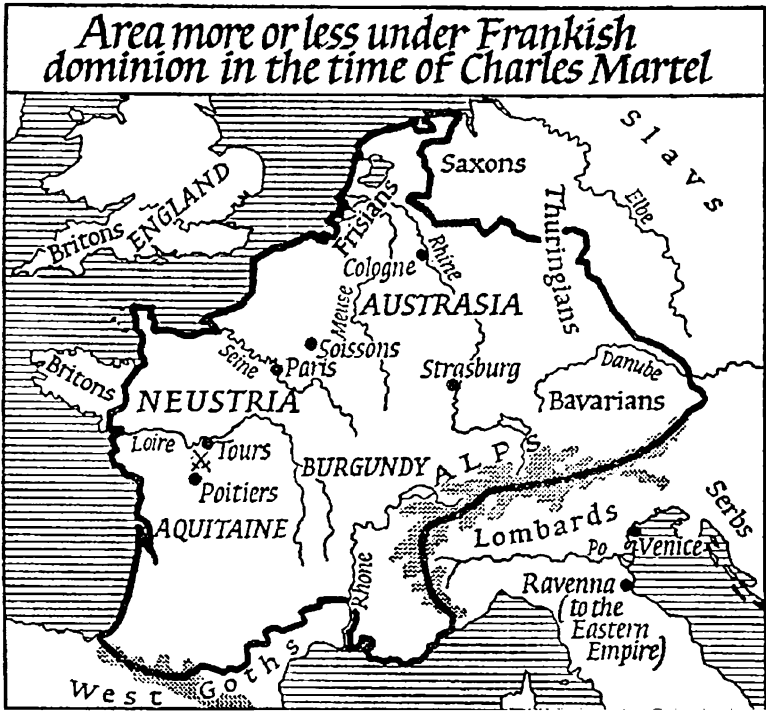 Area more or less under Frankish
dominion in the time of Charles Martel
Slavs
Saxons
ENGLAND
Britons
Frisians
Elbe
Thuringians
Rhine
Cologne
Meuse
AUSTRASIA
Soissons
Seine
Paris
Strasburg
Danube
Britons
NEUSTRIA
Bavarians
Loire
Tours
BURGUNDY
ALPS
Poitiers
AQUITAINE
Rhone
Lombards
Serbs
Po
Venice
Ravenna
(to the
Eastern
Empire)
West Goths